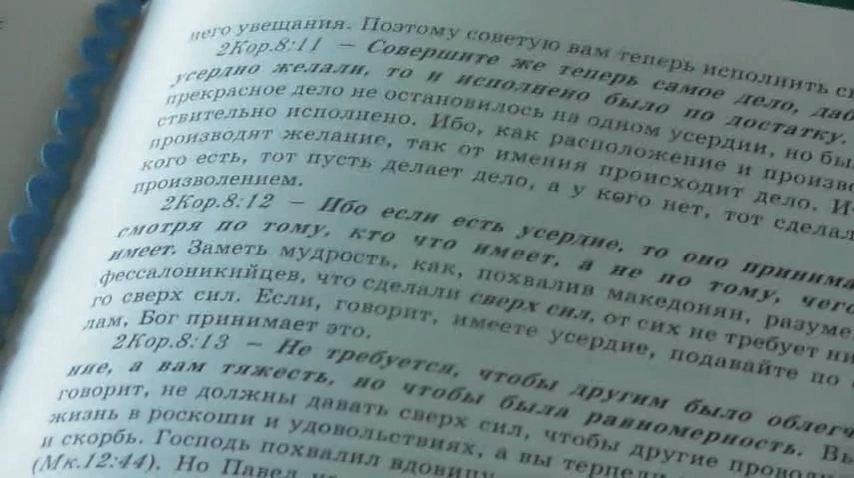 него увещания. Поэтому советую вам теперь исполнить
2Кор.8:11 – Совершите же теперь самое дело, даб
усердно желали, то и исполнено было по достатку.
прекрасное дело не остановилось на одном усердии, но бы
ствительно исполнено. Ибо, как расположение и произво
производят желание, так от имения происходит дело. И
кого есть, тот пусть делает дело, а у кого нет, тот сделал
произволением.
2Кор.8:12 – Ибо если есть усердие, то оно принима
смотря по тому, кто что имеет, а не по тому, чего
имеет. Заметь мудрость, как, похвалив македонян, разуме
фессалоникийцев, что сделали сверх сил, от сих не требует ни
го сверх сил. Если, говорит, имеете усердие, подавайте по
лам, Бог принимает это.
2Кор.8:13 – Не требуется, чтобы другим было облегч
ние, а вам тяжесть, но чтобы была равномерность. Вы
говорит, не должны давать сверх сил, чтобы другие проводи
жизнь в роскоши и удовольствиях, а вы терпели
и скорбь. Господь похвалил вдовицу
(Мк.12:44). Но Павел